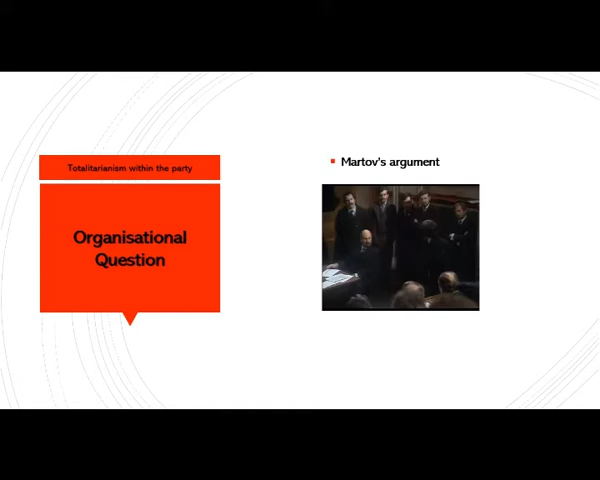 Totalitarianism within the party
Organisational
Question
Martov's argument